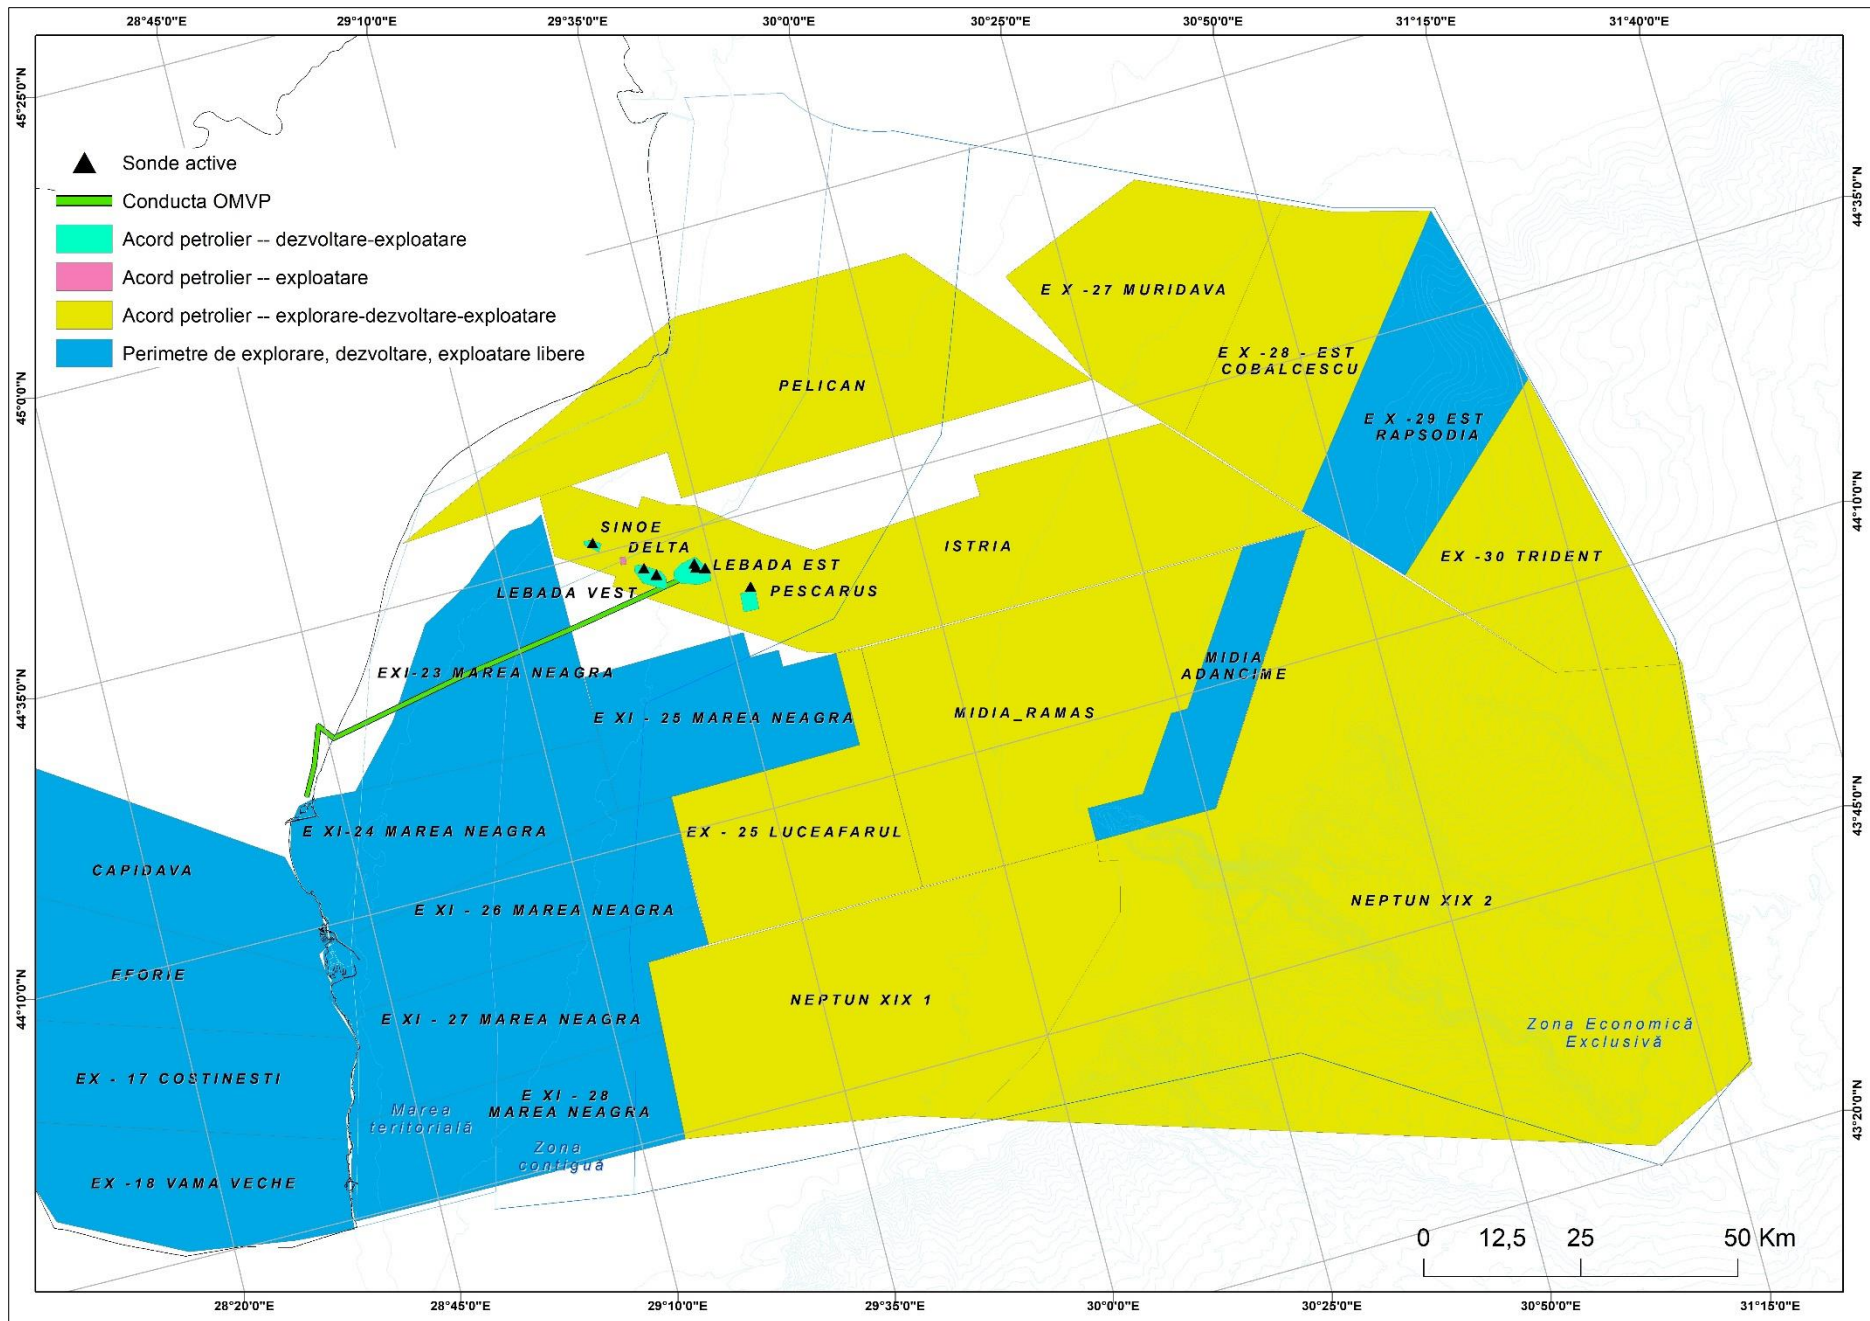 28°45'0"E
29°10'0"E
29°35'0"E
30°0'0"E
30°25'0"E
30°50'0"E
31°15'0"E
31°40'0"E
45°25'0"N
45°0'0"N
44°35'0"N
44°10'0"N
44°35'0"N
44°10'0"N
43°45'0"N
43°20'0"N
Sonde active
Conducta OMVP
Acord petrolier -- dezvoltare-exploatare
Acord petrolier -- exploatare
Acord petrolier -- explorare-dezvoltare-exploatare
Perimetre de explorare, dezvoltare, exploatare libere
E X -27 MURIDAVA
E X -28 - EST
COBALCESCU
PELICAN
E X -29 EST
RAPSODIA
SINOE
DELTA
ISTRIA
LEBADA EST
EX -30 TRIDENT
LEBADA VEST
PESCARUS
EXI-23 MAREA NEAGRA
MIDIA
ADANCIME
E XI - 25 MAREA NEAGRA
MIDIA_RAMAS
E XI-24 MAREA NEAGRA
EX - 25 LUCEAFARUL
CAPIDAVA
E XI - 26 MAREA NEAGRA
NEPTUN XIX 2
EFORIE
NEPTUN XIX 1
E XI - 27 MAREA NEAGRA
Zona Economică
Exclusivă
EX - 17 COSTINESTI
E XI - 28
MAREA NEAGRA
Marea
teritorială
Zona
contiguă
EX -18 VAMA VECHE
0 12,5 25 50 Km
28°20'0"E
28°45'0"E
29°10'0"E
29°35'0"E
30°0'0"E
30°25'0"E
30°50'0"E
31°15'0"E